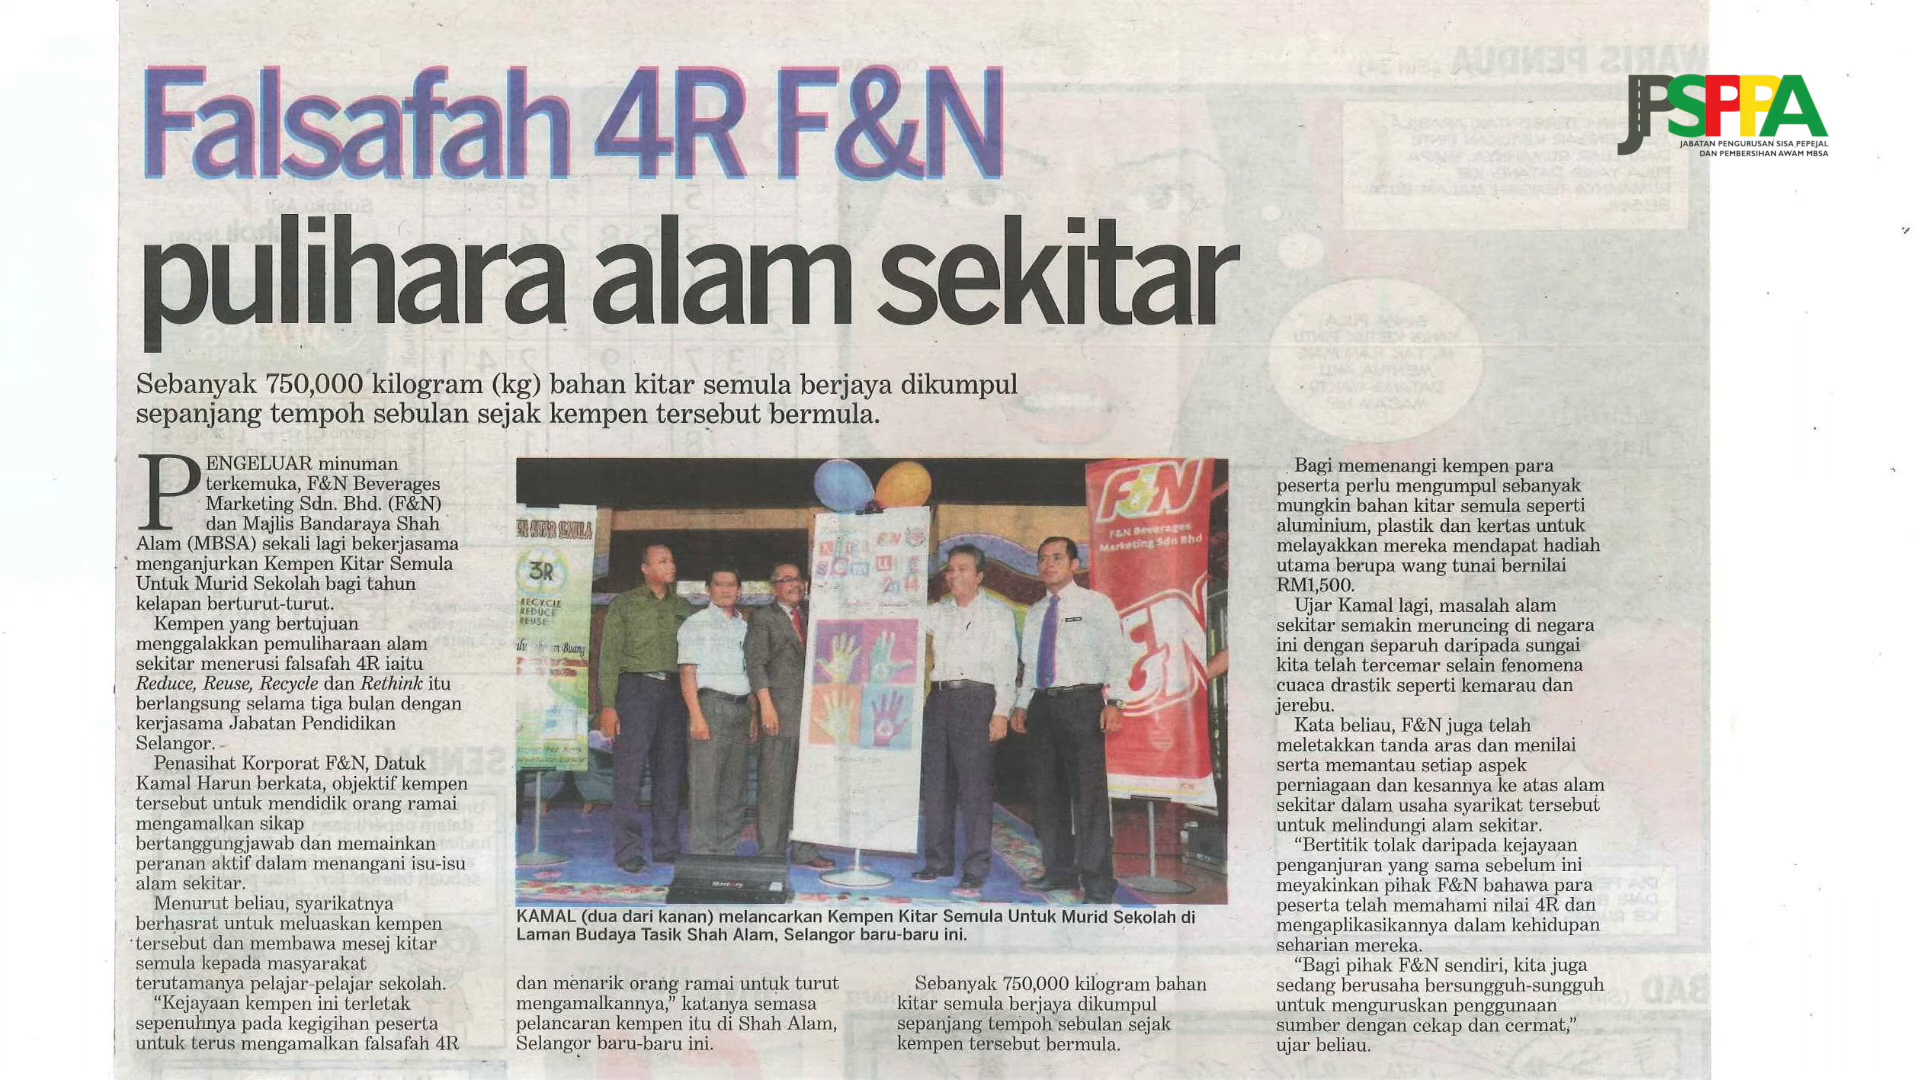 Falsafah 4R F&N
pulihara alam sekitar
JPSPPA
JABATAN PENGURUSAN SISA PEPEJAL
DAN PEMBERSIHAN AWAM MBSA
Sebanyak 750,000 kilogram (kg) bahan kitar semula berjaya dikumpul
sepanjang tempoh sebulan sejak kempen tersebut bermula.
PENGELUAR minuman
terkemuka, F&N Beverages
Marketing Sdn. Bhd. (F&N)
dan Majlis Bandaraya Shah
Alam (MBSA) sekali lagi bekerjasama
menganjurkan Kempen Kitar Semula
Untuk Murid Sekolah bagi tahun
kelapan berturut-turut.
Kempen yang bertujuan
menggalakkan pemuliharaan alam
sekitar menerusi falsafah 4R iaitu
Reduce, Reuse, Recycle dan Rethink itu
berlangsung selama tiga bulan dengan
kerjasama Jabatan Pendidikan
Selangor.
Penasihat Korporat F&N, Datuk
Kamal Harun berkata, objektif kempen
tersebut untuk mendidik orang ramai
mengamalkan sikap
bertanggungjawab dan memainkan
peranan aktif dalam menangani isu-isu
alam sekitar.
Menurut beliau, syarikatnya
berhasrat untuk meluaskan kempen
tersebut dan membawa mesej kitar
semula kepada masyarakat
terutamanya pelajar-pelajar sekolah.
“Kejayaan kempen ini terletak
sepenuhnya pada kegigihan peserta
untuk terus mengamalkan falsafah 4R
3R
RECYCLE
REDUCE
REUSE
F&N
F&N Beverages
Marketing Sdn Bhd
KAMAL (dua dari kanan) melancarkan Kempen Kitar Semula Untuk Murid Sekolah di
Laman Budaya Tasik Shah Alam, Selangor baru-baru ini.
dan menarik orang ramai untuk turut
mengamalkannya,” katanya semasa
pelancaran kempen itu di Shah Alam,
Selangor baru-baru ini.
Sebanyak 750,000 kilogram bahan
kitar semula berjaya dikumpul
sepanjang tempoh sebulan sejak
kempen tersebut bermula.
Bagi memenangi kempen para
peserta perlu mengumpul sebanyak
mungkin bahan kitar semula seperti
aluminium, plastik dan kertas untuk
melayakkan mereka mendapat hadiah
utama berupa wang tunai bernilai
RM1,500.
Ujar Kamal lagi, masalah alam
sekitar semakin meruncing di negara
ini dengan separuh daripada sungai
kita telah tercemar selain fenomena
cuaca drastik seperti kemarau dan
jerebu.
Kata beliau, F&N juga telah
meletakkan tanda aras dan menilai
serta memantau setiap aspek
perniagaan dan kesannya ke atas alam
sekitar dalam usaha syarikat tersebut
untuk melindungi alam sekitar.
“Bertitik tolak daripada kejayaan
penganjuran yang sama sebelum ini
meyakinkan pihak F&N bahawa para
peserta telah memahami nilai 4R dan
mengaplikasikannya dalam kehidupan
seharian mereka.
“Bagi pihak F&N sendiri, kita juga
sedang berusaha bersungguh-sungguh
untuk menguruskan penggunaan
sumber dengan cekap dan cermat,”
ujar beliau.